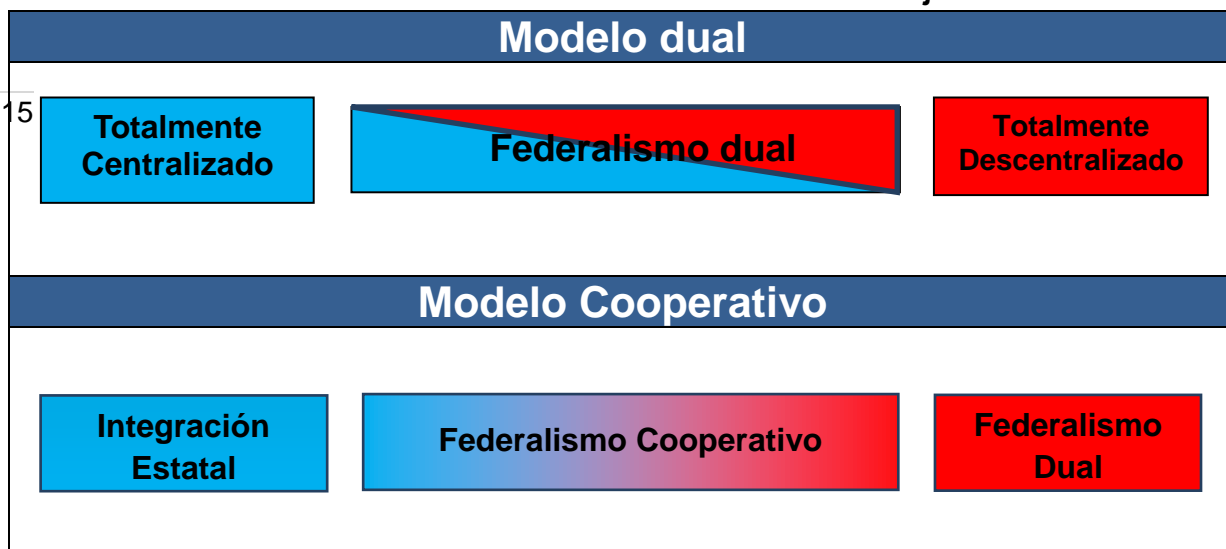 Modelo dual
15
Totalmente
Centralizado
Federalismo dual
Totalmente
Descentralizado
Modelo Cooperativo
Integración
Estatal
Federalismo Cooperativo
Federalismo
Dual